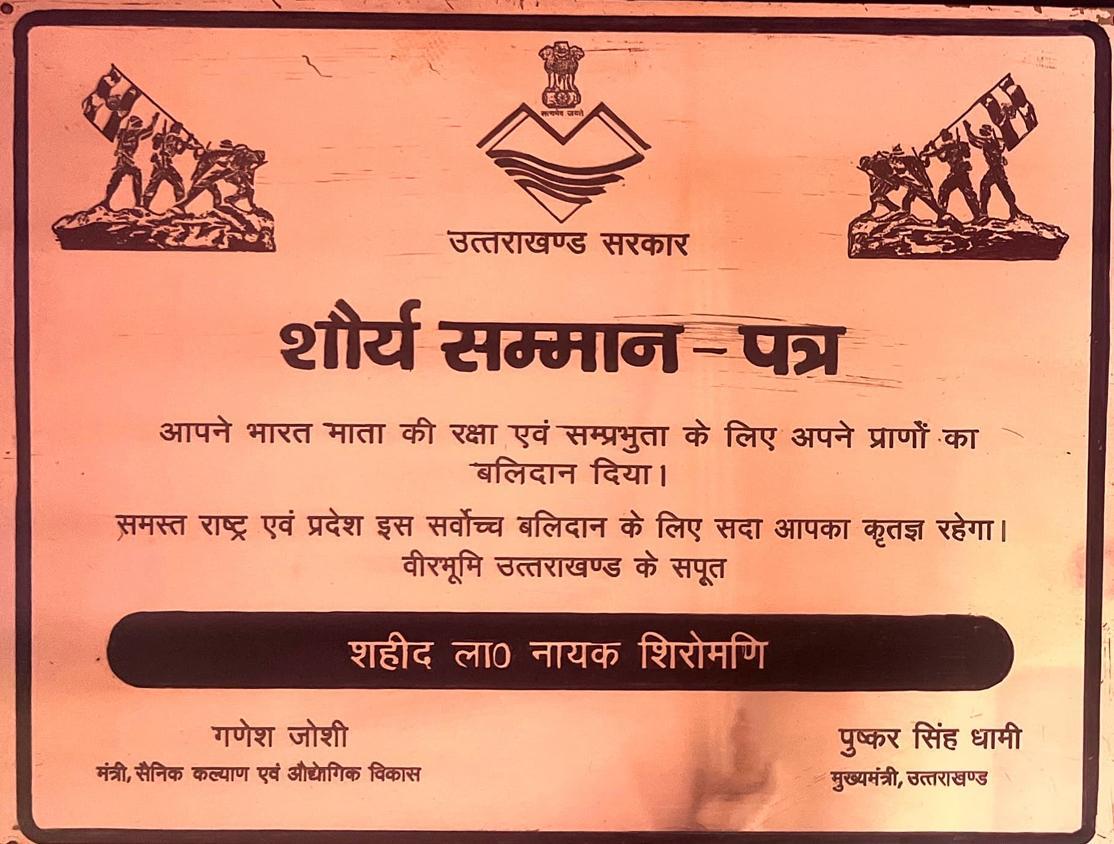 सत्यमेव जयते
उत्तराखण्ड सरकार
शौर्य सम्मान - पत्र
आपने भारत माता की रक्षा एवं सम्प्रभुता के लिए अपने प्राणों का
बलिदान दिया।
समस्त राष्ट्र एवं प्रदेश इस सर्वोच्च बलिदान के लिए सदा आपका कृतज्ञ रहेगा।
वीरभूमि उत्तराखण्ड के सपूत
शहीद ला0 नायक शिरोमणि
गणेश जोशी
मंत्री, सैनिक कल्याण एवं औद्योगिक विकास
पुष्कर सिंह धामी
मुख्यमंत्री, उत्तराखण्ड